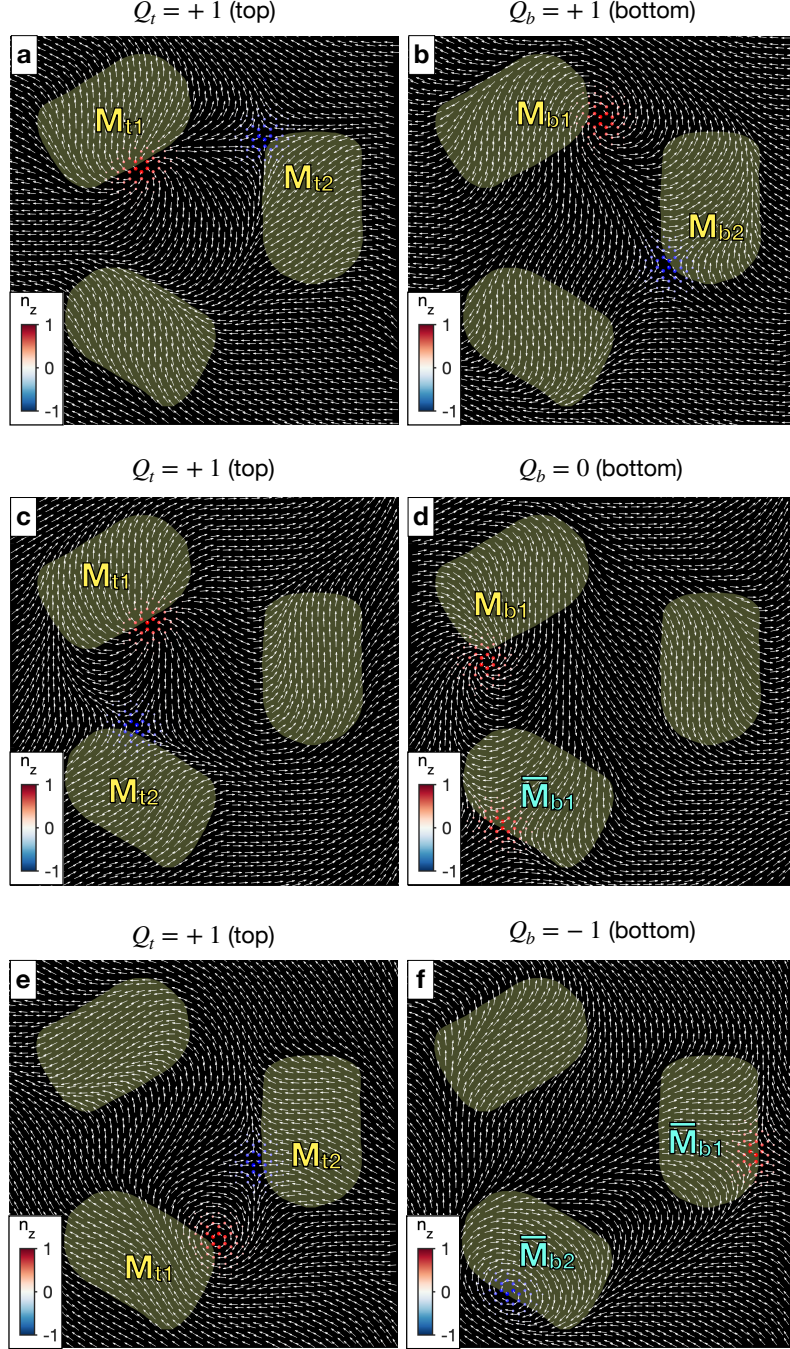 Q_t = + 1 (top)
Q_b = + 1 (bottom)
a
M_t1
M_t2
n_z
1
0
-1
b
M_b1
M_b2
n_z
1
0
-1
Q_t = + 1 (top)
Q_b = 0 (bottom)
c
M_t1
M_t2
n_z
1
0
-1
d
M_b1
M̅_b1
n_z
1
0
-1
Q_t = + 1 (top)
Q_b = − 1 (bottom)
e
M_t2
M_t1
n_z
1
0
-1
f
M̅_b1
M̅_b2
n_z
1
0
-1